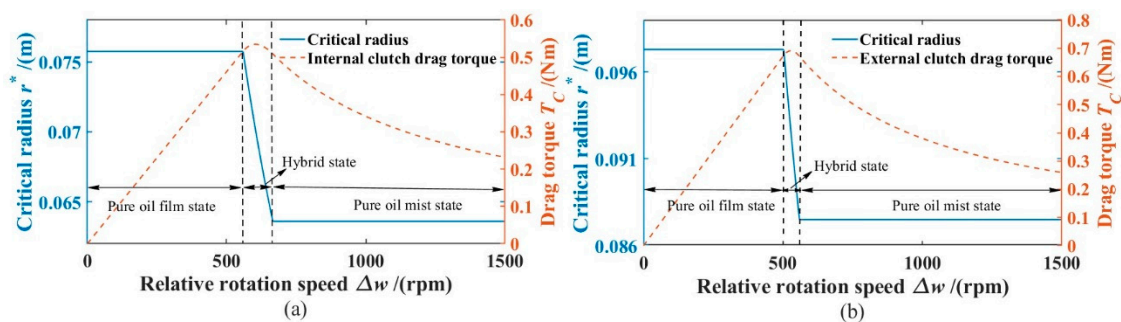 Critical radius r* /(m)
0.075
0.07
0.065
Critical radius
Internal clutch drag torque
Hybrid state
Pure oil film state
Pure oil mist state
0.6
0.5
0.4
0.3
0.2
0.1
0
Drag torque T_C /(Nm)
0
500
1000
1500
Relative rotation speed Δw /(rpm)
(a)
Critical radius r* /(m)
0.096
0.091
0.086
Critical radius
External clutch drag torque
Hybrid state
Pure oil film state
Pure oil mist state
0.8
0.7
0.6
0.5
0.4
0.3
0.2
0.1
0
Drag torque T_C /(Nm)
0
500
1000
1500
Relative rotation speed Δw /(rpm)
(b)